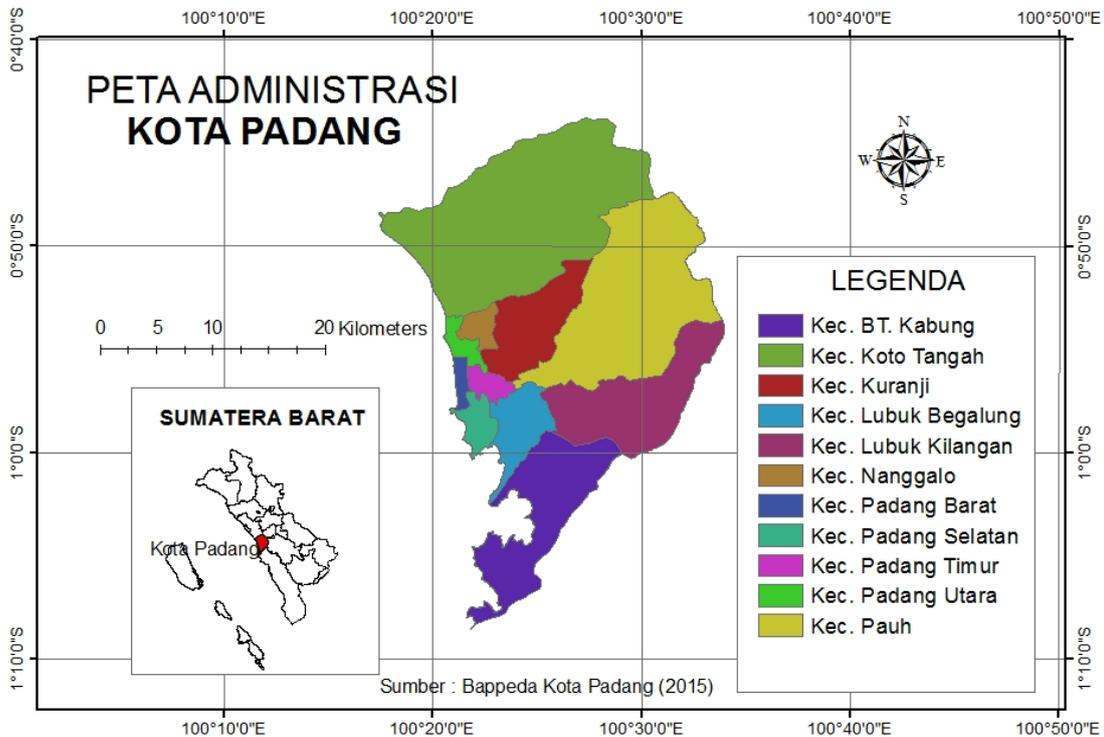 100°10'0"E 100°20'0"E 100°30'0"E 100°40'0"E 100°50'0"E
0°40'0"S
PETA ADMINISTRASI
KOTA PADANG
N
W E
S
0°50'0"S 0°50'0"S
LEGENDA
Kec. BT. Kabung
Kec. Koto Tangah
Kec. Kuranji
Kec. Lubuk Begalung
Kec. Lubuk Kilangan
Kec. Nanggalo
Kec. Padang Barat
Kec. Padang Selatan
Kec. Padang Timur
Kec. Padang Utara
Kec. Pauh
0 5 10 20 Kilometers
SUMATERA BARAT
Kota Padang
1°0'0"S 1°0'0"S
1°10'0"S 1°10'0"S
Sumber : Bappeda Kota Padang (2015)
100°10'0"E 100°20'0"E 100°30'0"E 100°40'0"E 100°50'0"E